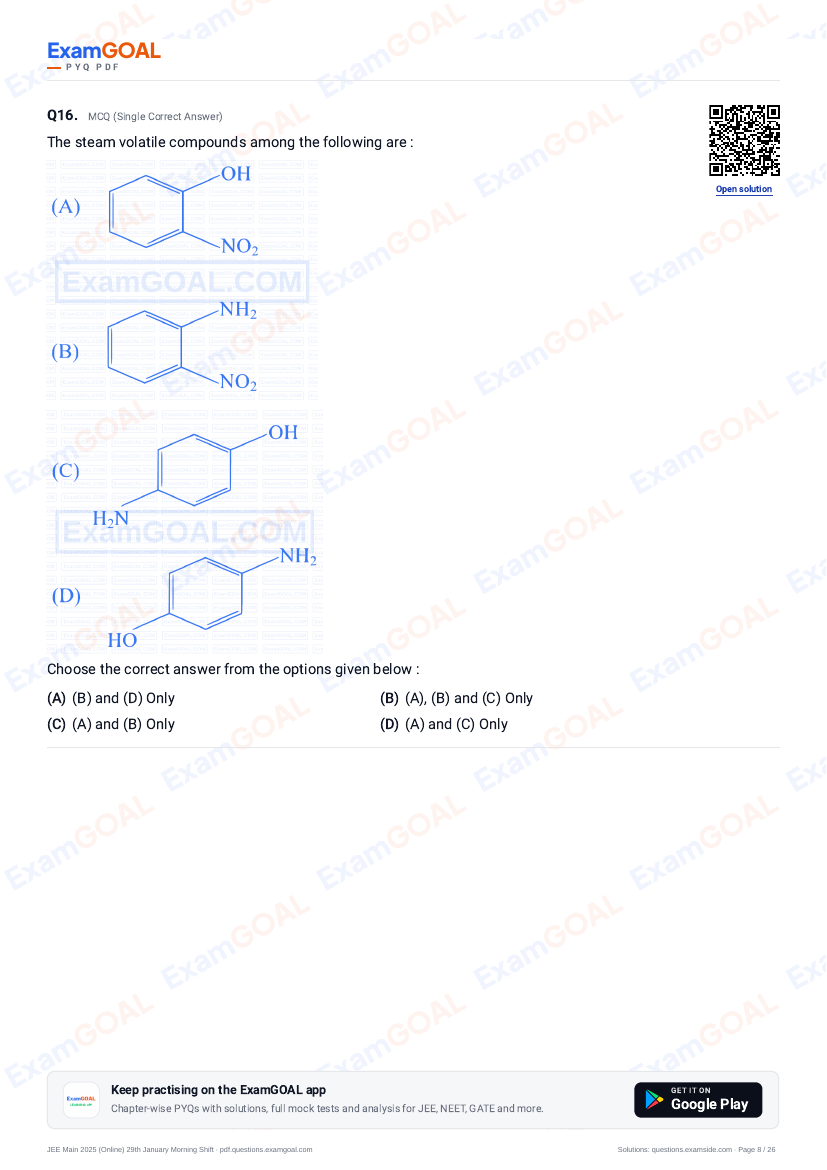 ExamGOAL
PYQ PDF
Q16. MCQ (Single Correct Answer)
The steam volatile compounds among the following are :
Open solution
(A)
OH
NO2
ExamGOAL.COM
(B)
NH2
NO2
(C)
OH
H2N
ExamGOAL.COM
(D)
NH2
HO
Choose the correct answer from the options given below :
(A) (B) and (D) Only
(B) (A), (B) and (C) Only
(C) (A) and (B) Only
(D) (A) and (C) Only
ExamGOAL
Keep practising on the ExamGOAL app
Chapter-wise PYQs with solutions, full mock tests and analysis for JEE, NEET, GATE and more.
GET IT ON
Google Play
JEE Main 2025 (Online) 29th January Morning Shift · pdf.questions.examgoal.com
Solutions: questions.examside.com · Page 8 / 26